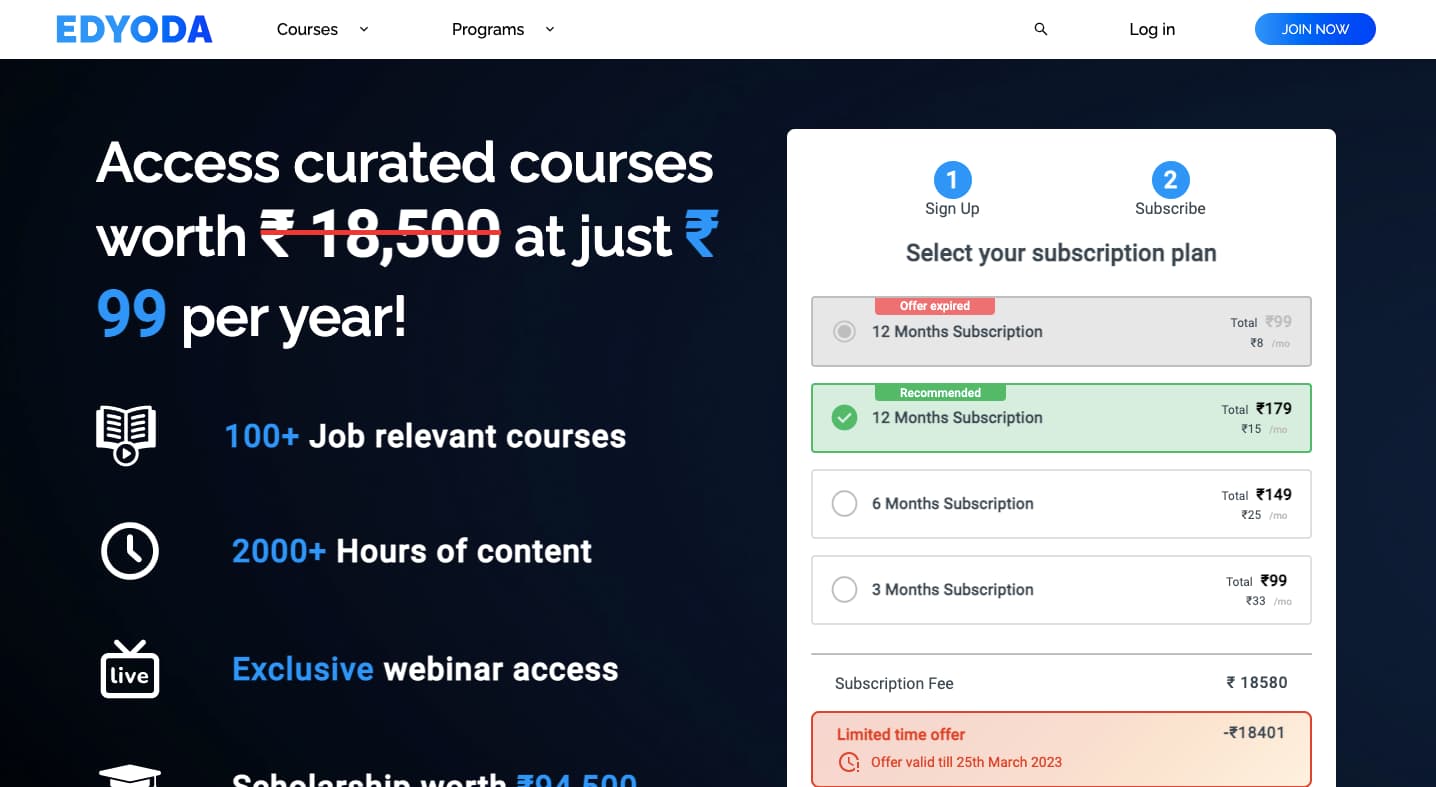 EDYODA
Courses
Programs
Log in
JOIN NOW
Access curated courses
worth ₹ 18,500 at just ₹
99 per year!
100+ Job relevant courses
2000+ Hours of content
live
Exclusive webinar access
Scholarship worth ₹94,500
1
Sign Up
2
Subscribe
Select your subscription plan
Offer expired
12 Months Subscription
Total ₹99
₹8 /mo
Recommended
12 Months Subscription
Total ₹179
₹15 /mo
6 Months Subscription
Total ₹149
₹25 /mo
3 Months Subscription
Total ₹99
₹33 /mo
Subscription Fee
₹ 18580
Limited time offer
-₹18401
Offer valid till 25th March 2023